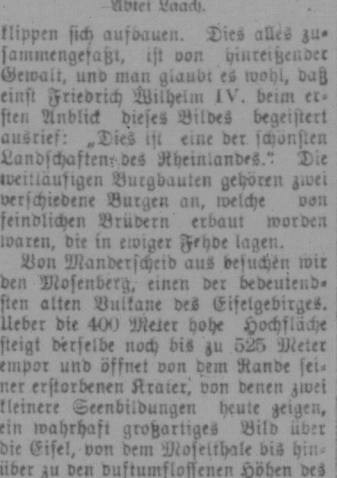 –Abtei Laach.
klippen sich aufbauen. Dies alles zu-
sammengefaßt, ist von hinreißender
Gewalt, und man glaubt es wohl, daß
einst Friedrich Wilhelm IV. beim er-
sten Anblick dieses Bildes begeistert
ausrief: „Dies ist eine der schönsten
Landschaften des Rheinlandes.“ Die
weitläufigen Burgbauten gehören zwei
verschiedene Burgen an, welche von
feindlichen Brüdern erbaut worden
waren, die in ewiger Fehde lagen.
Von Manderscheid aus besuchen wir
den Mosenberg, einen der bedeutend-
sten alten Vulkane des Eifelgebirges.
Ueber die 400 Meter hohe Hochfläche
steigt derselbe noch bis zu 525 Meter
empor und öffnet von dem Rande sei-
ner erstorbenen Krater, von denen zwei
kleinere Seenbildungen heute zeigen,
ein wahrhaft großartiges Bild über
die Eifel, von dem Moselthale bis hin-
über zu den duftumflossenen Höhen des